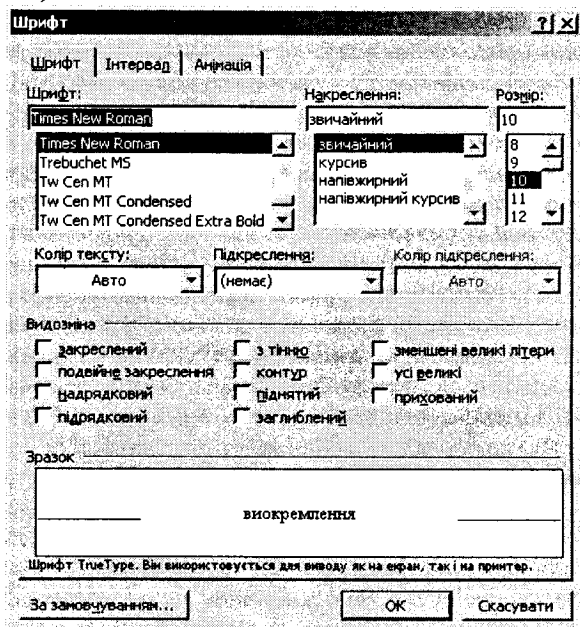 Шрифт
Шрифт Інтервал Анімація
Шрифт: Накреслення: Розмір:
Times New Roman звичайний 10
Times New Roman звичайний 8
Trebuchet MS курсив 9
Tw Cen MT напівжирний 10
Tw Cen MT Condensed напівжирний курсив 11
Tw Cen MT Condensed Extra Bold 12
Колір тексту: Підкреслення: Колір підкреслення:
Авто (немає) Авто
Видозміна
закреслений з тінню зменшені великі літери
подвійне закреслення контур усі великі
надрядковий піднятий прихований
підрядковий заглиблений
Зразок
виокремлення
Шрифт TrueType. Він використовується для виводу як на екран, так і на принтер.
За замовчуванням... OK Скасувати